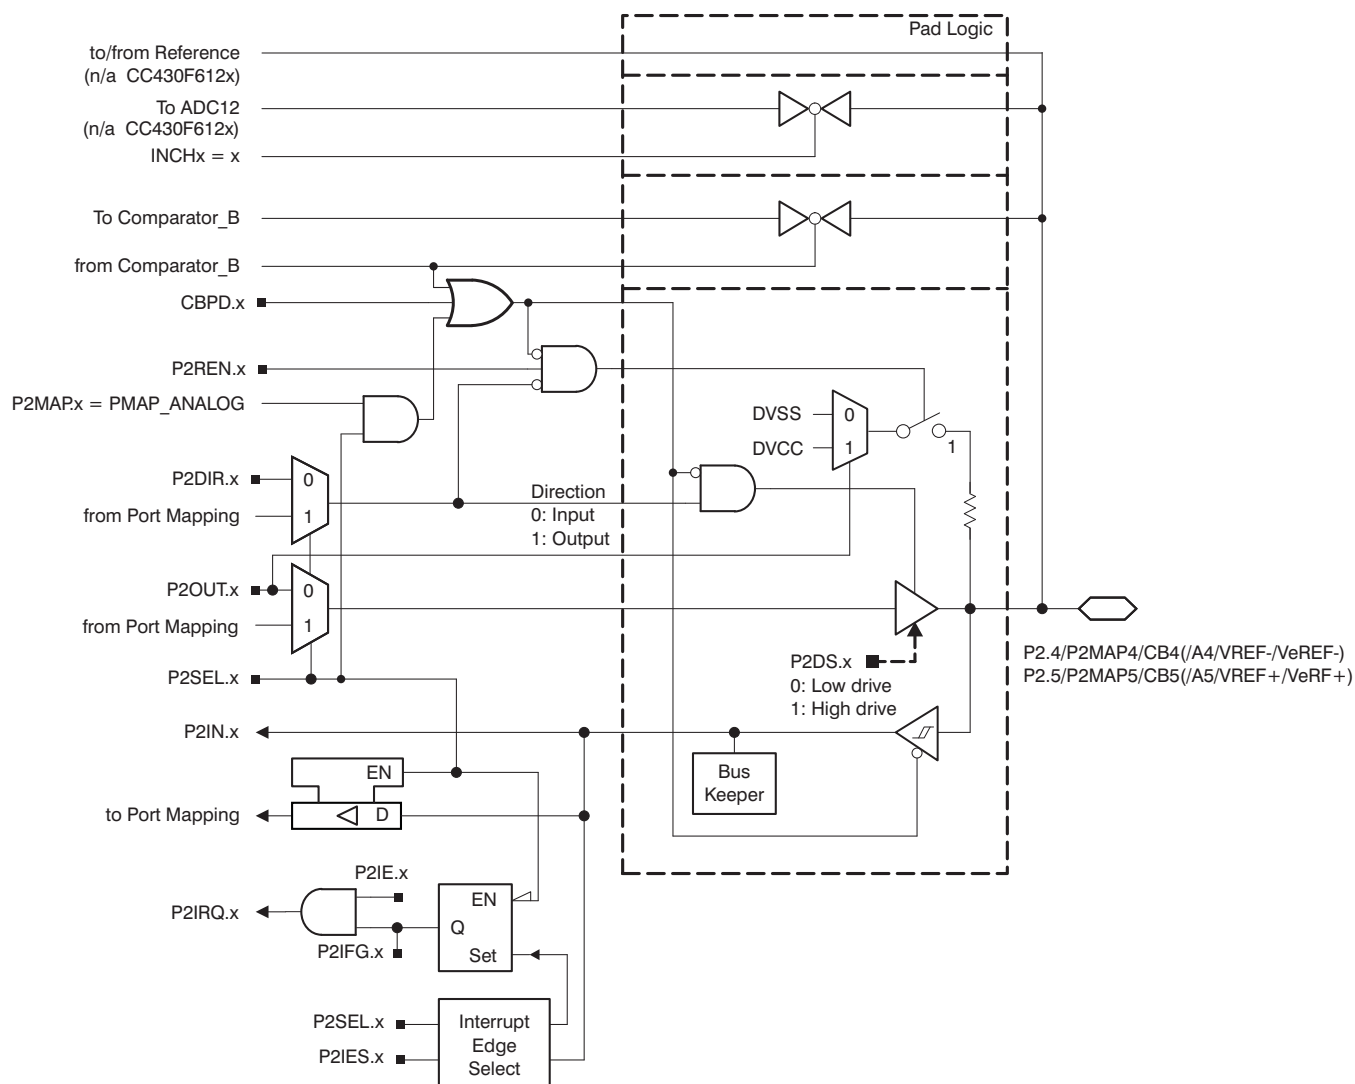 Pad Logic
to/from Reference
(n/a CC430F612x)
To ADC12
(n/a CC430F612x)
INCHx = x
To Comparator_B
from Comparator_B
CBPD.x
P2REN.x
P2MAP.x = PMAP_ANALOG
DVSS
0
DVCC
1
1
P2DIR.x
0
from Port Mapping
1
Direction
0: Input
1: Output
P2OUT.x
0
from Port Mapping
1
P2SEL.x
P2DS.x
0: Low drive
1: High drive
P2.4/P2MAP4/CB4(/A4/VREF-/VeREF-)
P2.5/P2MAP5/CB5(/A5/VREF+/VeRF+)
P2IN.x
Bus
Keeper
EN
to Port Mapping
D
P2IE.x
P2IRQ.x
EN
Q
P2IFG.x
Set
P2SEL.x
P2IES.x
Interrupt
Edge
Select